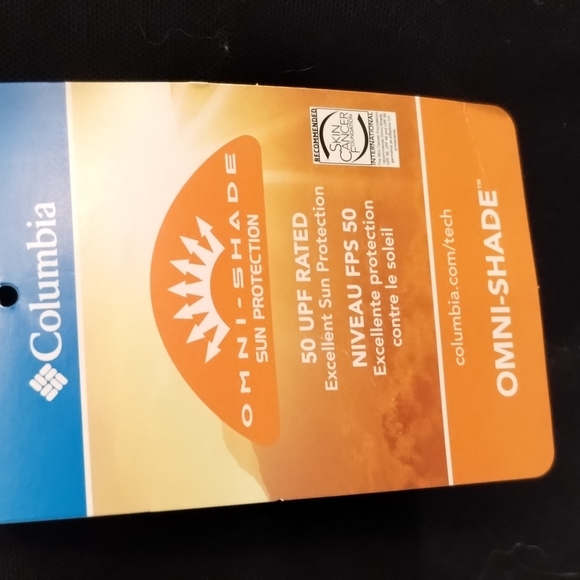 Columbia
OMNI-SHADE
SUN PROTECTION
RECOMMENDED
SKIN
CANCER
FOUNDATION
INTERNATIONAL
50 UPF RATED
Excellent Sun Protection
NIVEAU FPS 50
Excellente protection
contre le soleil
columbia.com/tech
OMNI-SHADE™